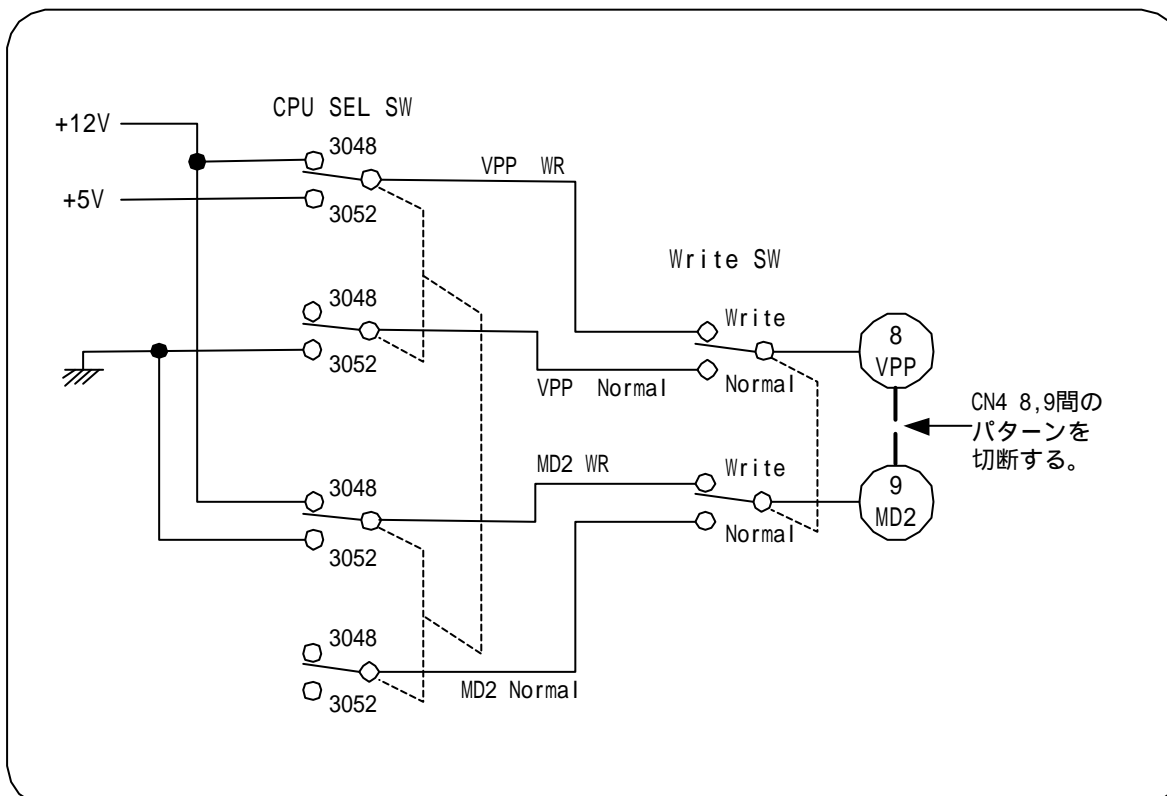 CPU SEL SW
+12V
3048
VPP WR
+5V
3052
Write SW
3048
Write
8
VPP
3052
VPP Normal
Normal
CN4 8,9間の
パターンを
切断する。
MD2 WR
Write
3048
9
MD2
3052
Normal
3048
MD2 Normal
3052